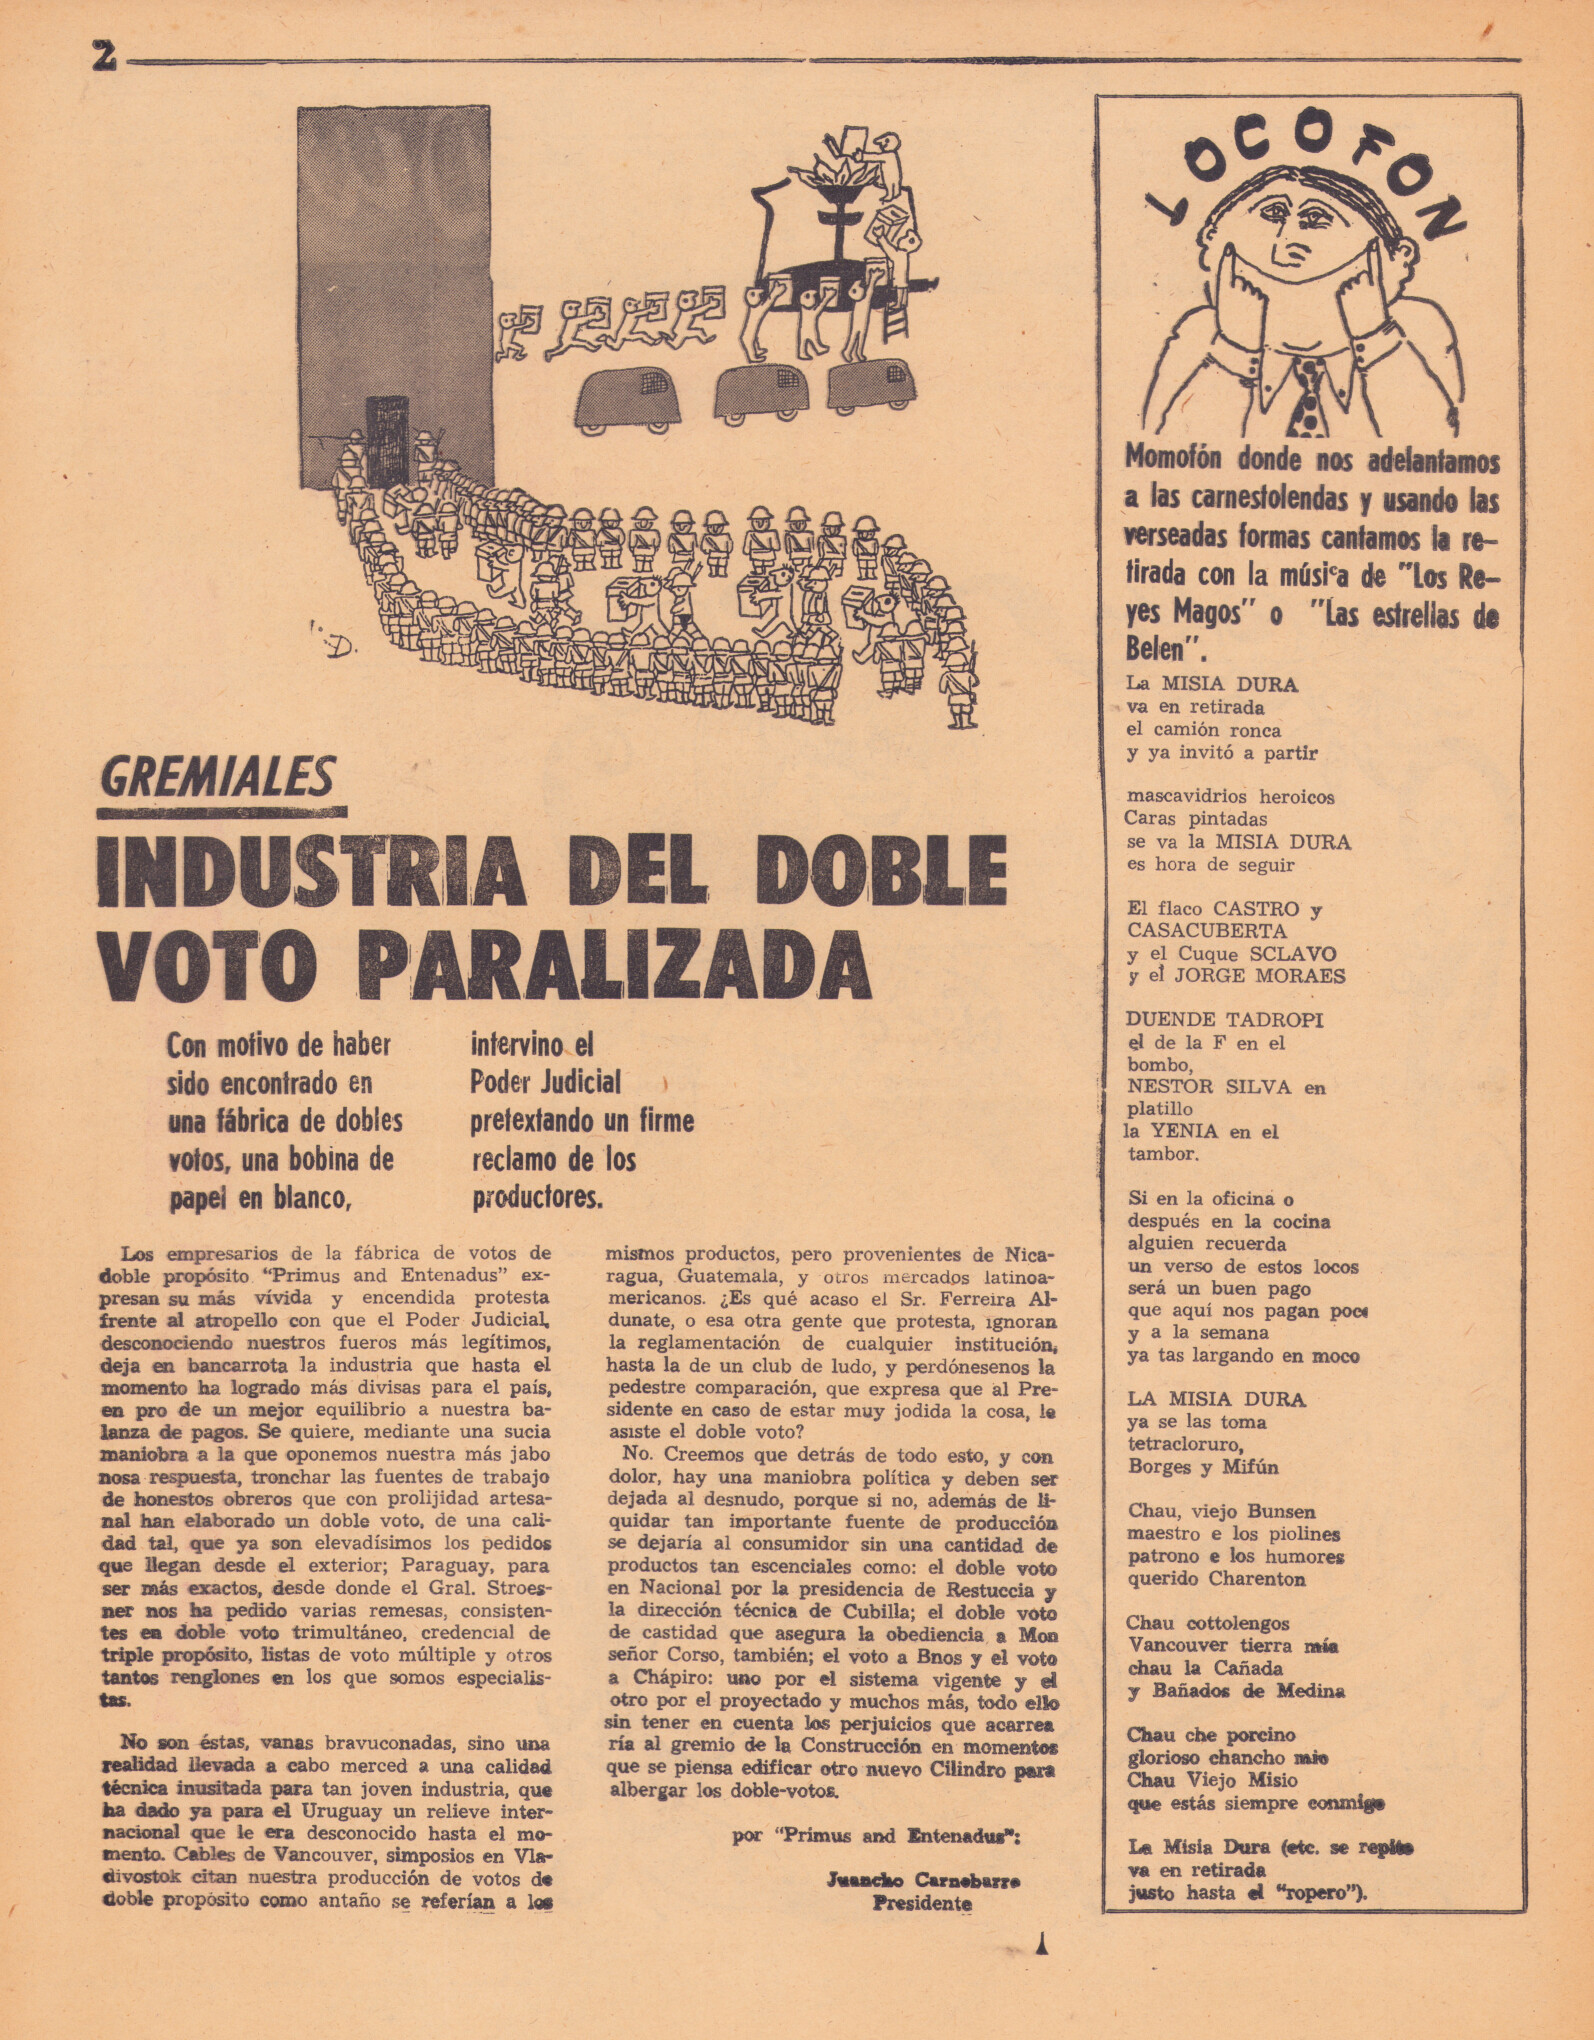 2
GREMIALES
INDUSTRIA DEL DOBLE
VOTO PARALIZADA
Con motivo de haber
sido encontrado en
una fábrica de dobles
votos, una bobina de
papel en blanco,
intervino el
Poder Judicial
pretextando un firme
reclamo de los
productores.
Los empresarios de la fábrica de votos de
doble propósito "Primus and Entenadus" ex-
presan su más vívida y encendida protesta
frente al atropello con que el Poder Judicial,
desconociendo nuestros fueros más legítimos,
deja en bancarrota la industria que hasta el
momento ha logrado más divisas para el país,
en pro de un mejor equilibrio a nuestra ba-
lanza de pagos. Se quiere, mediante una sucia
maniobra a la que oponemos nuestra más jabo
nosa respuesta, tronchar las fuentes de trabajo
de honestos obreros que con prolijidad artesa-
nal han elaborado un doble voto, de una cali-
dad tal, que ya son elevadísimos los pedidos
que llegan desde el exterior; Paraguay, para
ser más exactos, desde donde el Gral. Stroes-
ner nos ha pedido varias remesas, consisten-
tes en doble voto trimultáneo, credencial de
triple propósito, listas de voto múltiple y otros
tantos renglones en los que somos especialis-
tas.
No son éstas, vanas bravuconadas, sino una
realidad llevada a cabo merced a una calidad
técnica inusitada para tan joven industria, que
ha dado ya para el Uruguay un relieve inter-
nacional que le era desconocido hasta el mo-
mento. Cables de Vancouver, simposios en Vla-
divostok citan nuestra producción de votos de
doble propósito como antaño se referían a los
mismos productos, pero provenientes de Nica-
ragua, Guatemala, y otros mercados latinoa-
mericanos. ¿Es qué acaso el Sr. Ferreira Al-
dunate, o esa otra gente que protesta, ignoran
la reglamentación de cualquier institución,
hasta la de un club de ludo, y perdónesenos la
pedestre comparación, que expresa que al Pre-
sidente en caso de estar muy jodida la cosa, le
asiste el doble voto?
No. Creemos que detrás de todo esto, y con
dolor, hay una maniobra política y deben ser
dejada al desnudo, porque si no, además de li-
quidar tan importante fuente de producción
se dejaría al consumidor sin una cantidad de
productos tan escenciales como: el doble voto
en Nacional por la presidencia de Restuccia y
la dirección técnica de Cubilla; el doble voto
de castidad que asegura la obediencia a Mon
señor Corso, también; el voto a Bnos y el voto
a Chápiro: uno por el sistema vigente y el
otro por el proyectado y muchos más, todo ello
sin tener en cuenta los perjuicios que acarrea
ría al gremio de la Construcción en momentos
que se piensa edificar otro nuevo Cilindro para
albergar los doble-votos.
por "Primus and Entenadus":
Juancho Carnebarro
Presidente
LOCOFON
Momofón donde nos adelantamos
a las carnestolendas y usando las
verseadas formas cantamos la re-
tirada con la música de "Los Re-
yes Magos" o "Las estrellas de
Belen".
La MISIA DURA
va en retirada
el camión ronca
y ya invitó a partir
mascavidrios heroicos
Caras pintadas
se va la MISIA DURA
es hora de seguir
El flaco CASTRO y
CASACUBERTA
y el Cuque SCLAVO
y el JORGE MORAES
DUENDE TADROPI
el de la F en el
bombo,
NESTOR SILVA en
platillo
la YENIA en el
tambor.
Si en la oficina o
después en la cocina
alguien recuerda
un verso de estos locos
será un buen pago
que aquí nos pagan poco
y a la semana
ya tas largando en moco
LA MISIA DURA
ya se las toma
tetracloruro,
Borges y Mifún
Chau, viejo Bunsen
maestro e los piolines
patrono e los humores
querido Charenton
Chau cottolengos
Vancouver tierra mía
chau la Cañada
y Bañados de Medina
Chau che porcino
glorioso chancho mio
Chau Viejo Misio
que estás siempre conmigo
La Misia Dura (etc. se repite
va en retirada
justo hasta el "ropero").